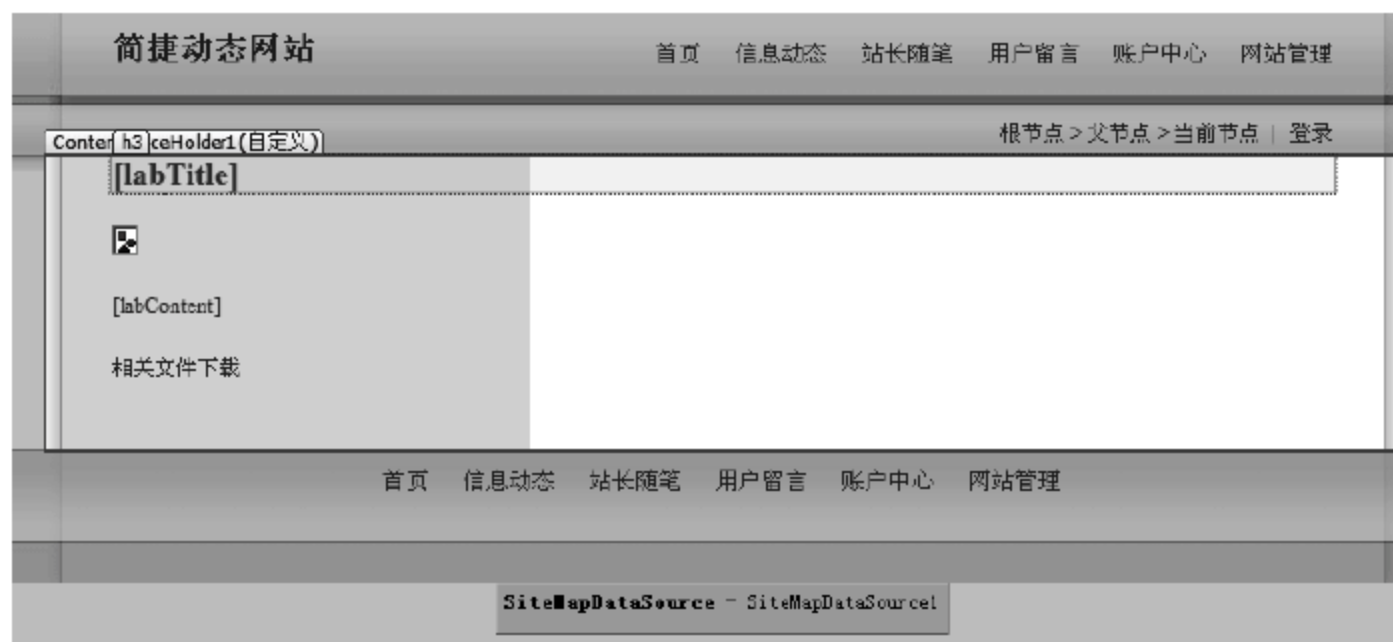 简捷动态网站
首页 信息动态 站长随笔 用户留言 账户中心 网站管理
根节点 > 父节点 > 当前节点 | 登录
Conter h3 ceHolder1(自定义)
[labTitle]
[labContent]
相关文件下载
首页 信息动态 站长随笔 用户留言 账户中心 网站管理
SiteMapDataSource - SiteMapDataSource1